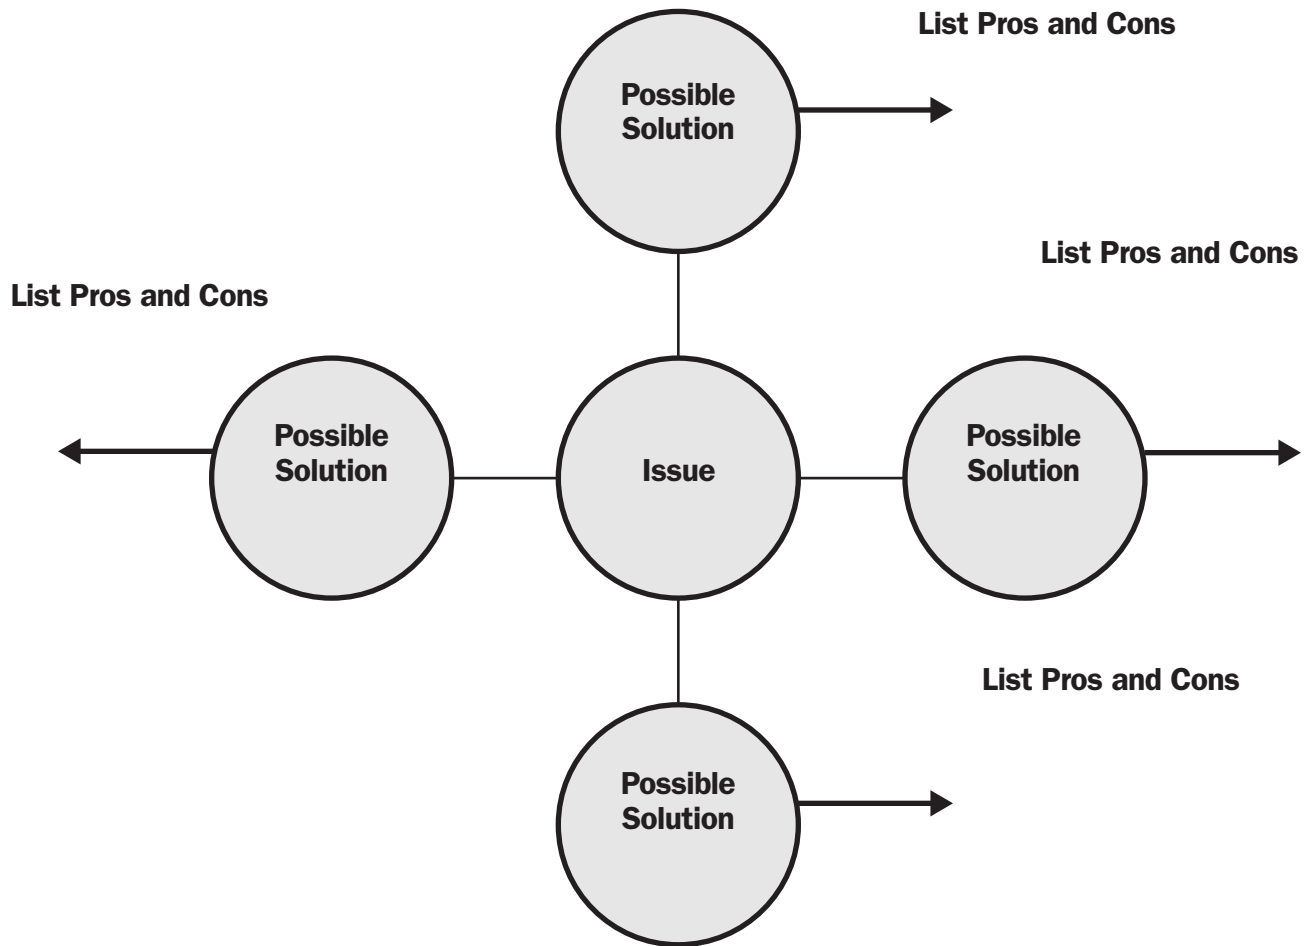 List Pros and Cons
Possible
Solution
List Pros and Cons
List Pros and Cons
Possible
Solution
Issue
Possible
Solution
List Pros and Cons
Possible
Solution